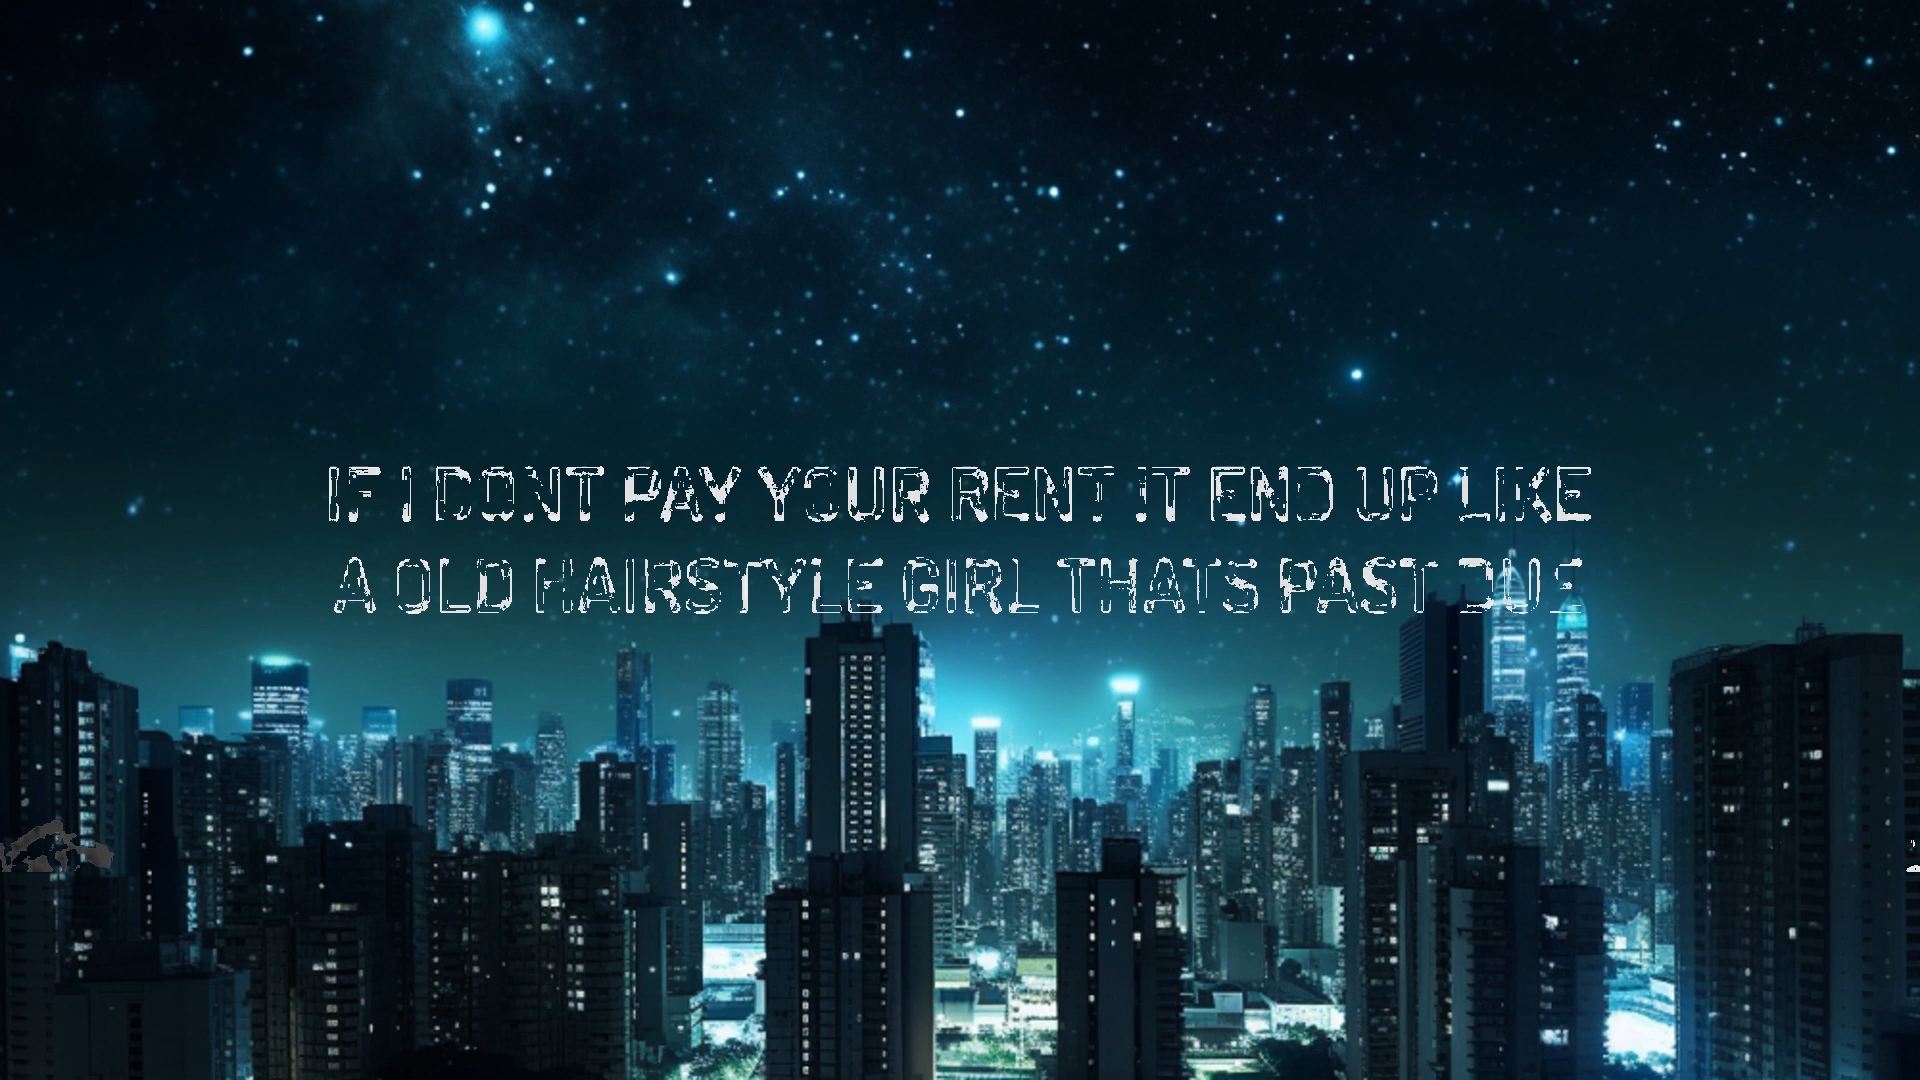 IF I DONT PAY YOUR RENT IT END UP LIKE
A OLD HAIRSTYLE GIRL THATS PAST DUE